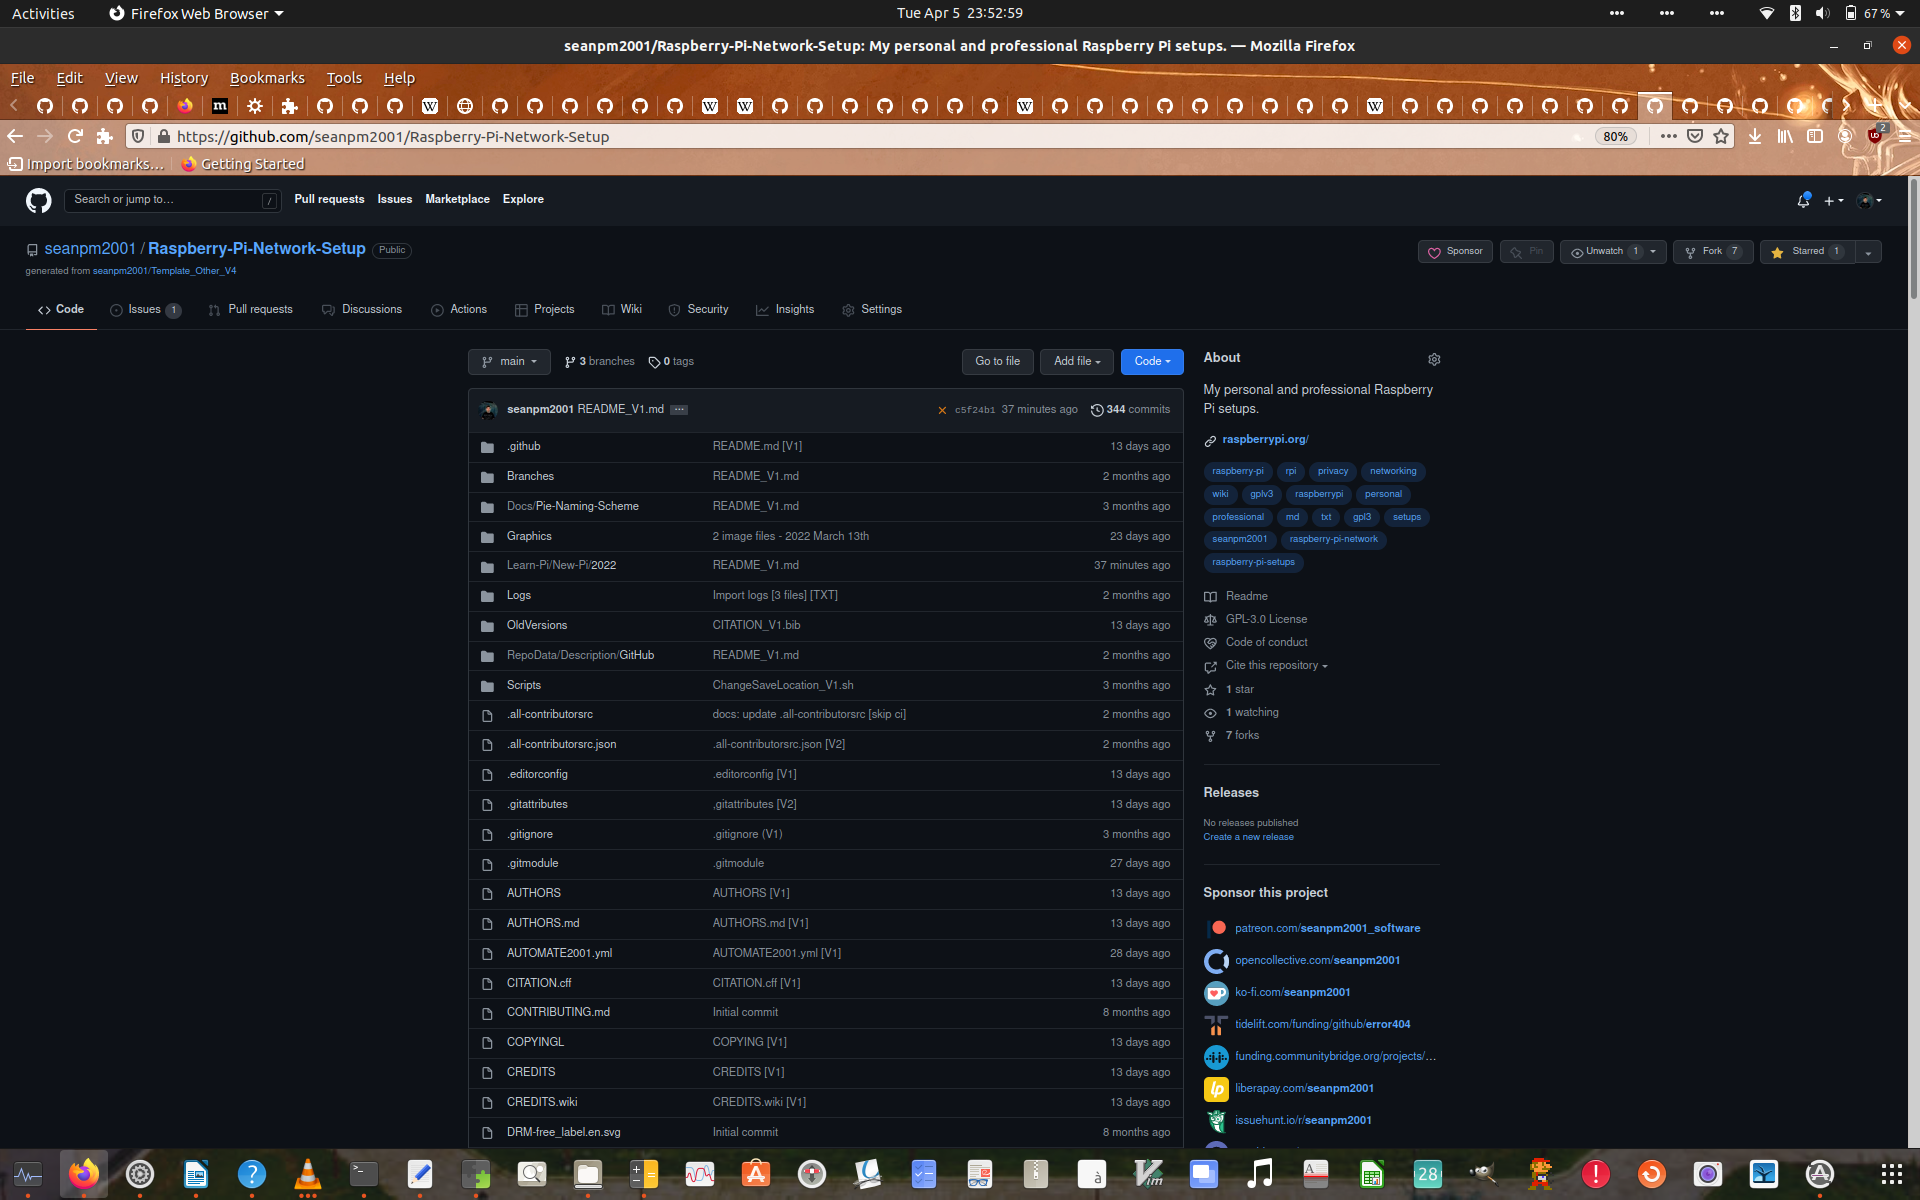 Activities
Firefox Web Browser
Tue Apr 5 23:52:59
67 %
seanpm2001/Raspberry-Pi-Network-Setup: My personal and professional Raspberry Pi setups. — Mozilla Firefox
File Edit View History Bookmarks Tools Help
https://github.com/seanpm2001/Raspberry-Pi-Network-Setup
80%
2
Import bookmarks…
Getting Started
Search or jump to…
/
Pull requests Issues Marketplace Explore
seanpm2001 / Raspberry-Pi-Network-Setup Public
Sponsor
Pin
Unwatch 1
Fork 7
Starred 1
generated from seanpm2001/Template_Other_V4
Code
Issues 1
Pull requests
Discussions
Actions
Projects
Wiki
Security
Insights
Settings
main
3 branches
0 tags
Go to file
Add file
Code
seanpm2001 README_V1.md ...
c5f24b1 37 minutes ago
344 commits
.github README.md [V1] 13 days ago
Branches README_V1.md 2 months ago
Docs/Pie-Naming-Scheme README_V1.md 3 months ago
Graphics 2 image files - 2022 March 13th 23 days ago
Learn-Pi/New-Pi/2022 README_V1.md 37 minutes ago
Logs Import logs [3 files] [TXT] 2 months ago
OldVersions CITATION_V1.bib 13 days ago
RepoData/Description/GitHub README_V1.md 2 months ago
Scripts ChangeSaveLocation_V1.sh 3 months ago
.all-contributorsrc docs: update .all-contributorsrc [skip ci] 2 months ago
.all-contributorsrc.json .all-contributorsrc.json [V2] 2 months ago
.editorconfig .editorconfig [V1] 13 days ago
.gitattributes ,gitattributes [V2] 13 days ago
.gitignore .gitignore (V1) 3 months ago
.gitmodule .gitmodule 27 days ago
AUTHORS AUTHORS [V1] 13 days ago
AUTHORS.md AUTHORS.md [V1] 13 days ago
AUTOMATE2001.yml AUTOMATE2001.yml [V1] 28 days ago
CITATION.cff CITATION.cff [V1] 13 days ago
CONTRIBUTING.md Initial commit 8 months ago
COPYINGL COPYING [V1] 13 days ago
CREDITS CREDITS [V1] 13 days ago
CREDITS.wiki CREDITS.wiki [V1] 13 days ago
DRM-free_label.en.svg Initial commit 8 months ago
About
My personal and professional Raspberry
Pi setups.
raspberrypi.org/
raspberry-pi rpi privacy networking
wiki gplv3 raspberrypi personal
professional md txt gpl3 setups
seanpm2001 raspberry-pi-network
raspberry-pi-setups
Readme
GPL-3.0 License
Code of conduct
Cite this repository
1 star
1 watching
7 forks
Releases
No releases published
Create a new release
Sponsor this project
patreon.com/seanpm2001_software
opencollective.com/seanpm2001
ko-fi.com/seanpm2001
tidelift.com/funding/github/error404
funding.communitybridge.org/projects/…
liberapay.com/seanpm2001
issuehunt.io/r/seanpm2001
28